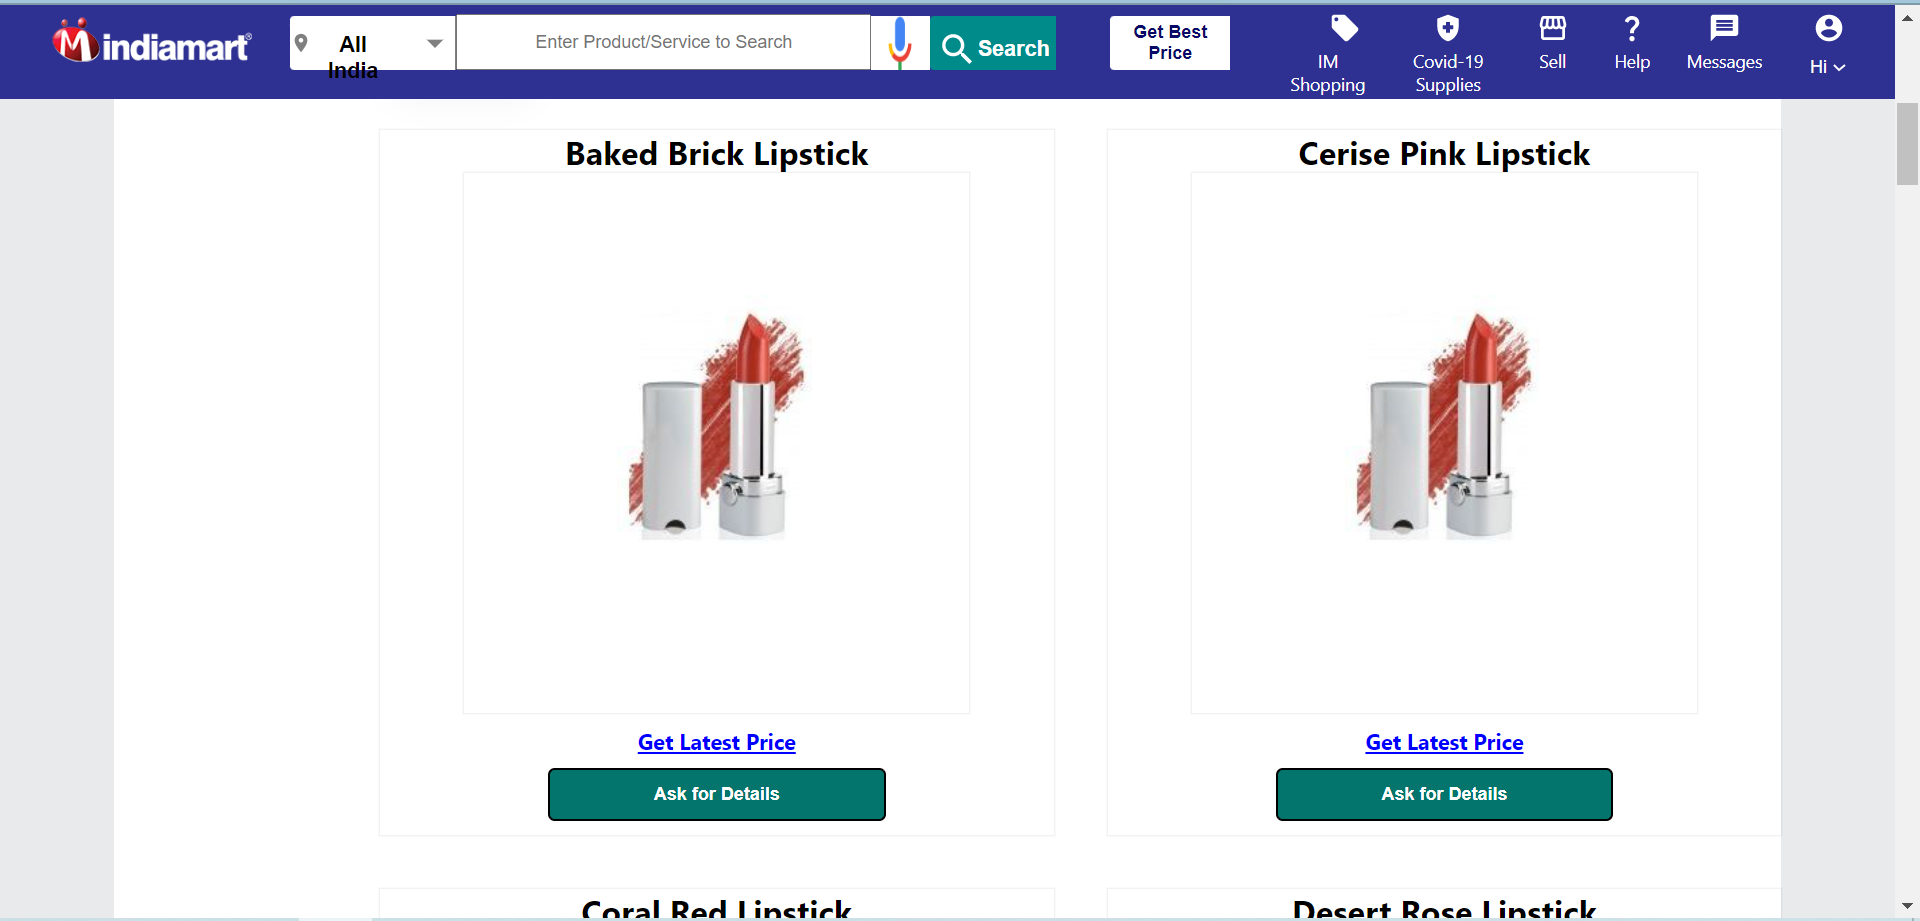 indiamart®
All
India
Enter Product/Service to Search
Search
Get Best
Price
IM
Shopping
Covid-19
Supplies
Sell
Help
Messages
Hi
Baked Brick Lipstick
Cerise Pink Lipstick
Get Latest Price
Get Latest Price
Ask for Details
Ask for Details
Coral Red Lipstick
Desert Rose Lipstick